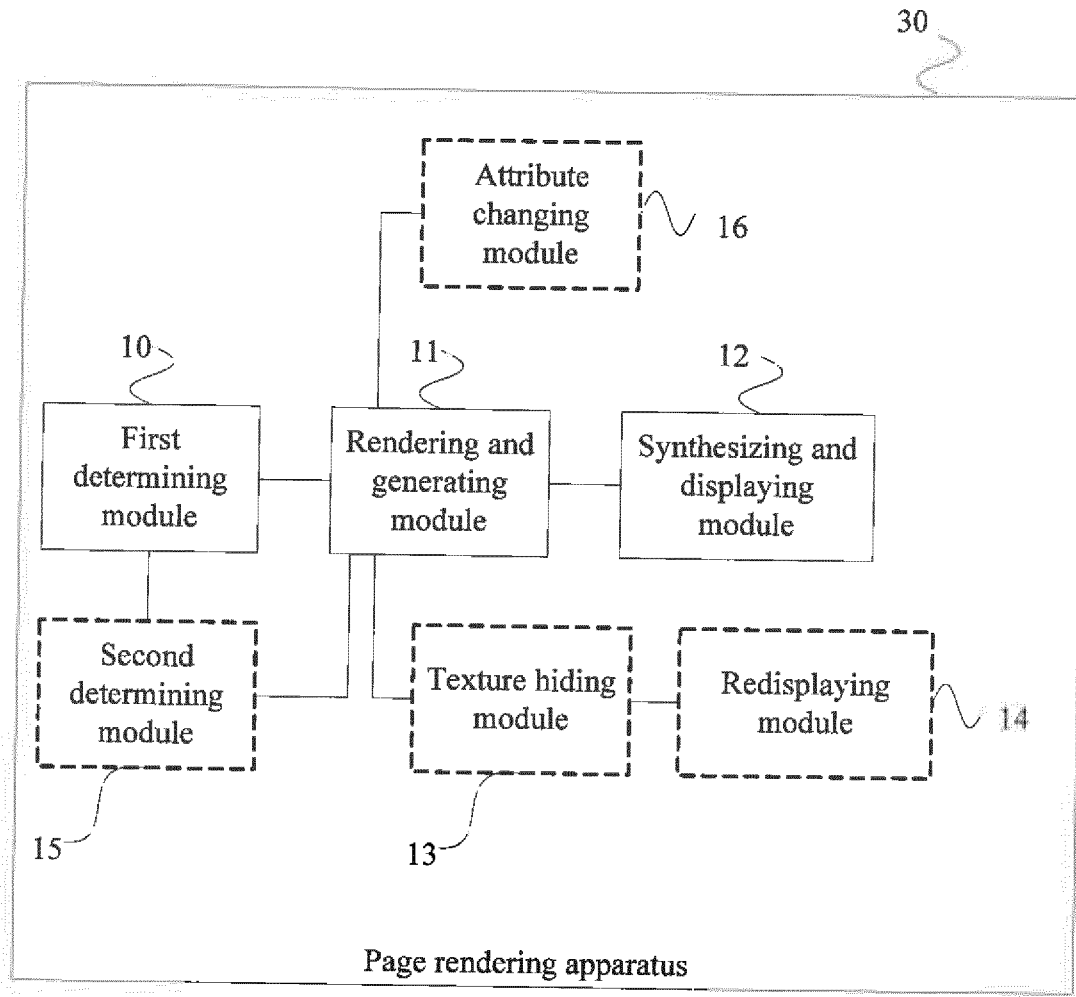 30
Attribute
changing
module
16
10
11
12
First
determining
module
Rendering and
generating
module
Synthesizing and
displaying
module
Second
determining
module
Texture hiding
module
Redisplaying
module
14
15
13
Page rendering apparatus